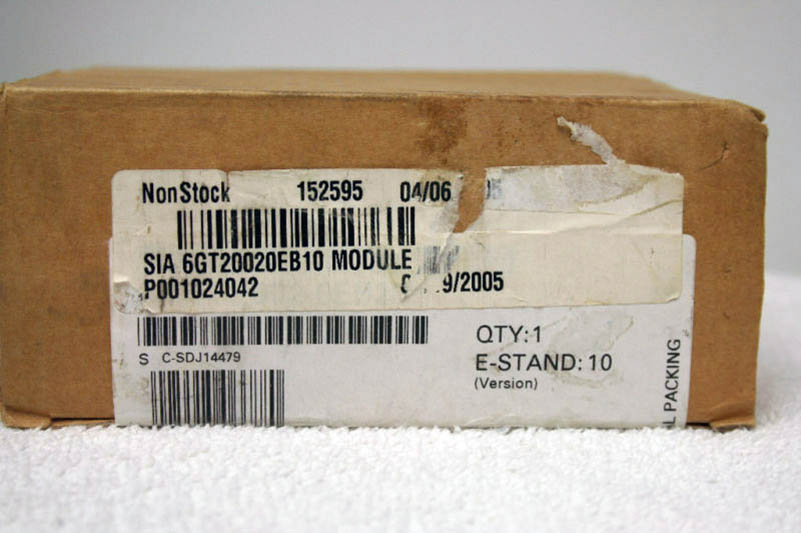 NonStock 152595 04/06
SIA 6GT20020EB10 MODULE
P001024042 9/2005
S C-SDJ14479
QTY:1
E-STAND: 10
(Version)
PACKING